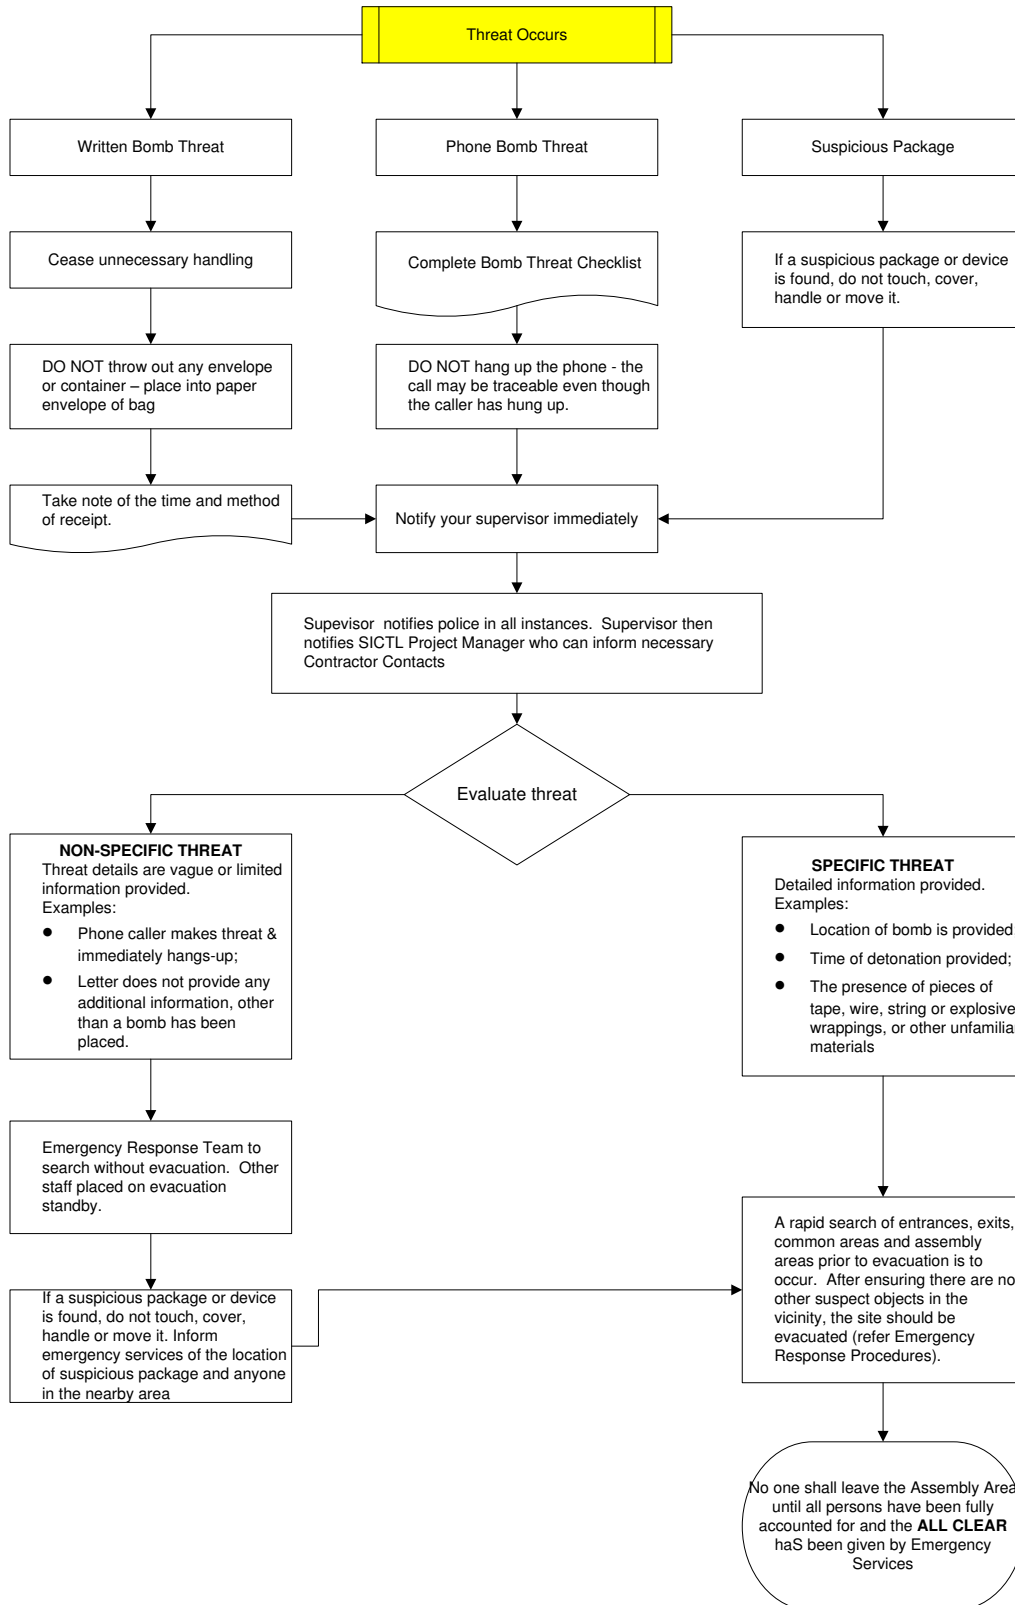 Threat Occurs
Written Bomb Threat
Phone Bomb Threat
Suspicious Package
Cease unnecessary handling
Complete Bomb Threat Checklist
If a suspicious package or device
is found, do not touch, cover,
handle or move it.
DO NOT throw out any envelope
or container – place into paper
envelope of bag
DO NOT hang up the phone - the
call may be traceable even though
the caller has hung up.
Take note of the time and method
of receipt.
Notify your supervisor immediately
Supevisor notifies police in all instances. Supervisor then
notifies SICTL Project Manager who can inform necessary
Contractor Contacts
Evaluate threat
NON-SPECIFIC THREAT
Threat details are vague or limited
information provided.
Examples:
● Phone caller makes threat &
immediately hangs-up;
● Letter does not provide any
additional information, other
than a bomb has been
placed.
SPECIFIC THREAT
Detailed information provided.
Examples:
● Location of bomb is provided
● Time of detonation provided;
● The presence of pieces of
tape, wire, string or explosive
wrappings, or other unfamiliar
materials
Emergency Response Team to
search without evacuation. Other
staff placed on evacuation
standby.
If a suspicious package or device
is found, do not touch, cover,
handle or move it. Inform
emergency services of the location
of suspicious package and anyone
in the nearby area
A rapid search of entrances, exits,
common areas and assembly
areas prior to evacuation is to
occur. After ensuring there are no
other suspect objects in the
vicinity, the site should be
evacuated (refer Emergency
Response Procedures).
No one shall leave the Assembly Area
until all persons have been fully
accounted for and the ALL CLEAR
haS been given by Emergency
Services